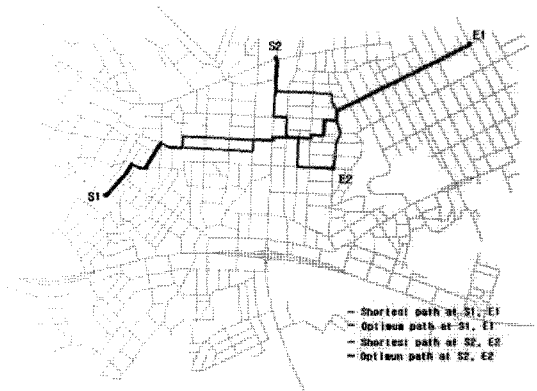 S2
E1
S1
E2
Shortest path at S1, E1
Optimum path at S1, E1
Shortest path at S2, E2
Optimum path at S2, E2